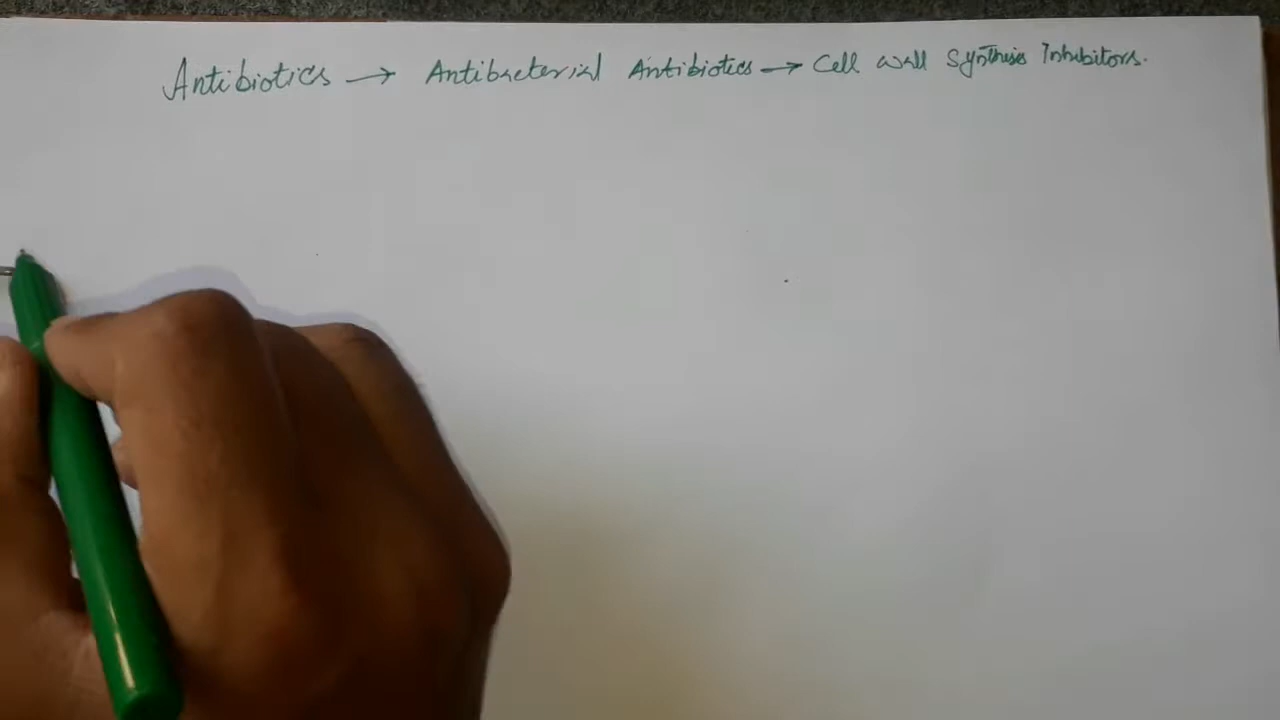 Antibiotics → Antibacterial Antibiotics → Cell wall Synthesis Inhibitors.